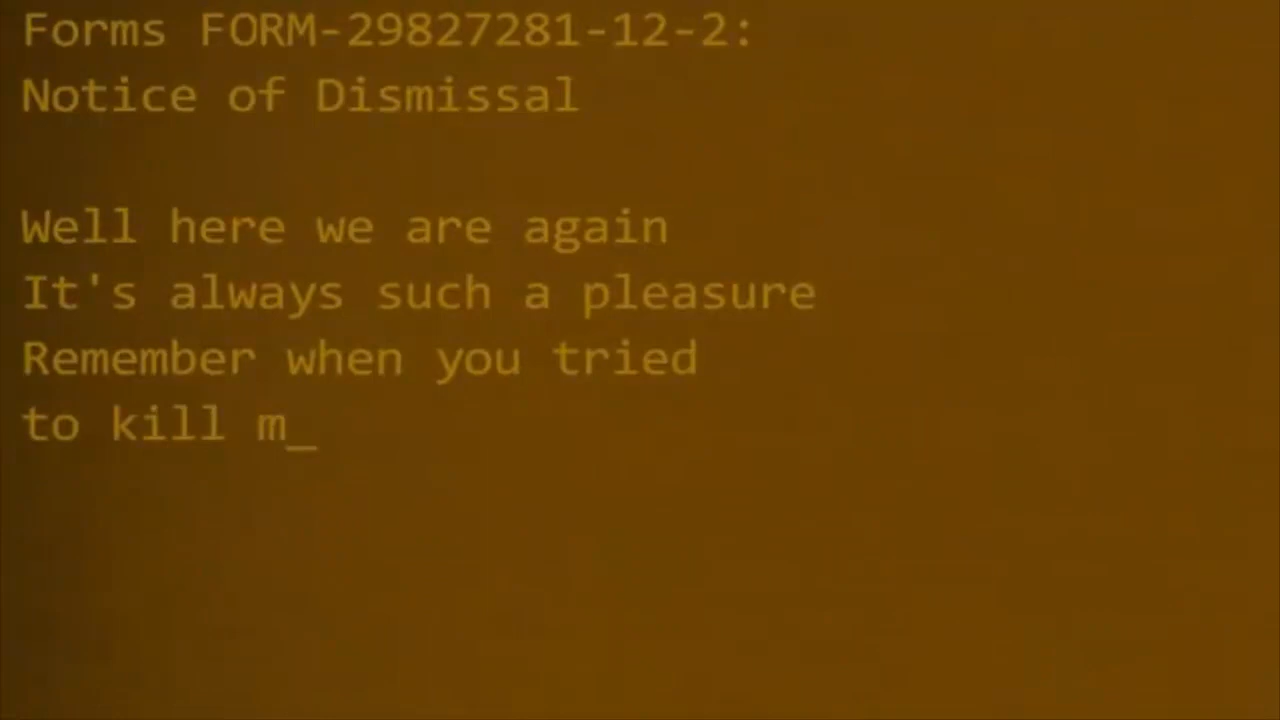 Forms FORM-29827281-12-2:
Notice of Dismissal
Well here we are again
It's always such a pleasure
Remember when you tried
to kill m_